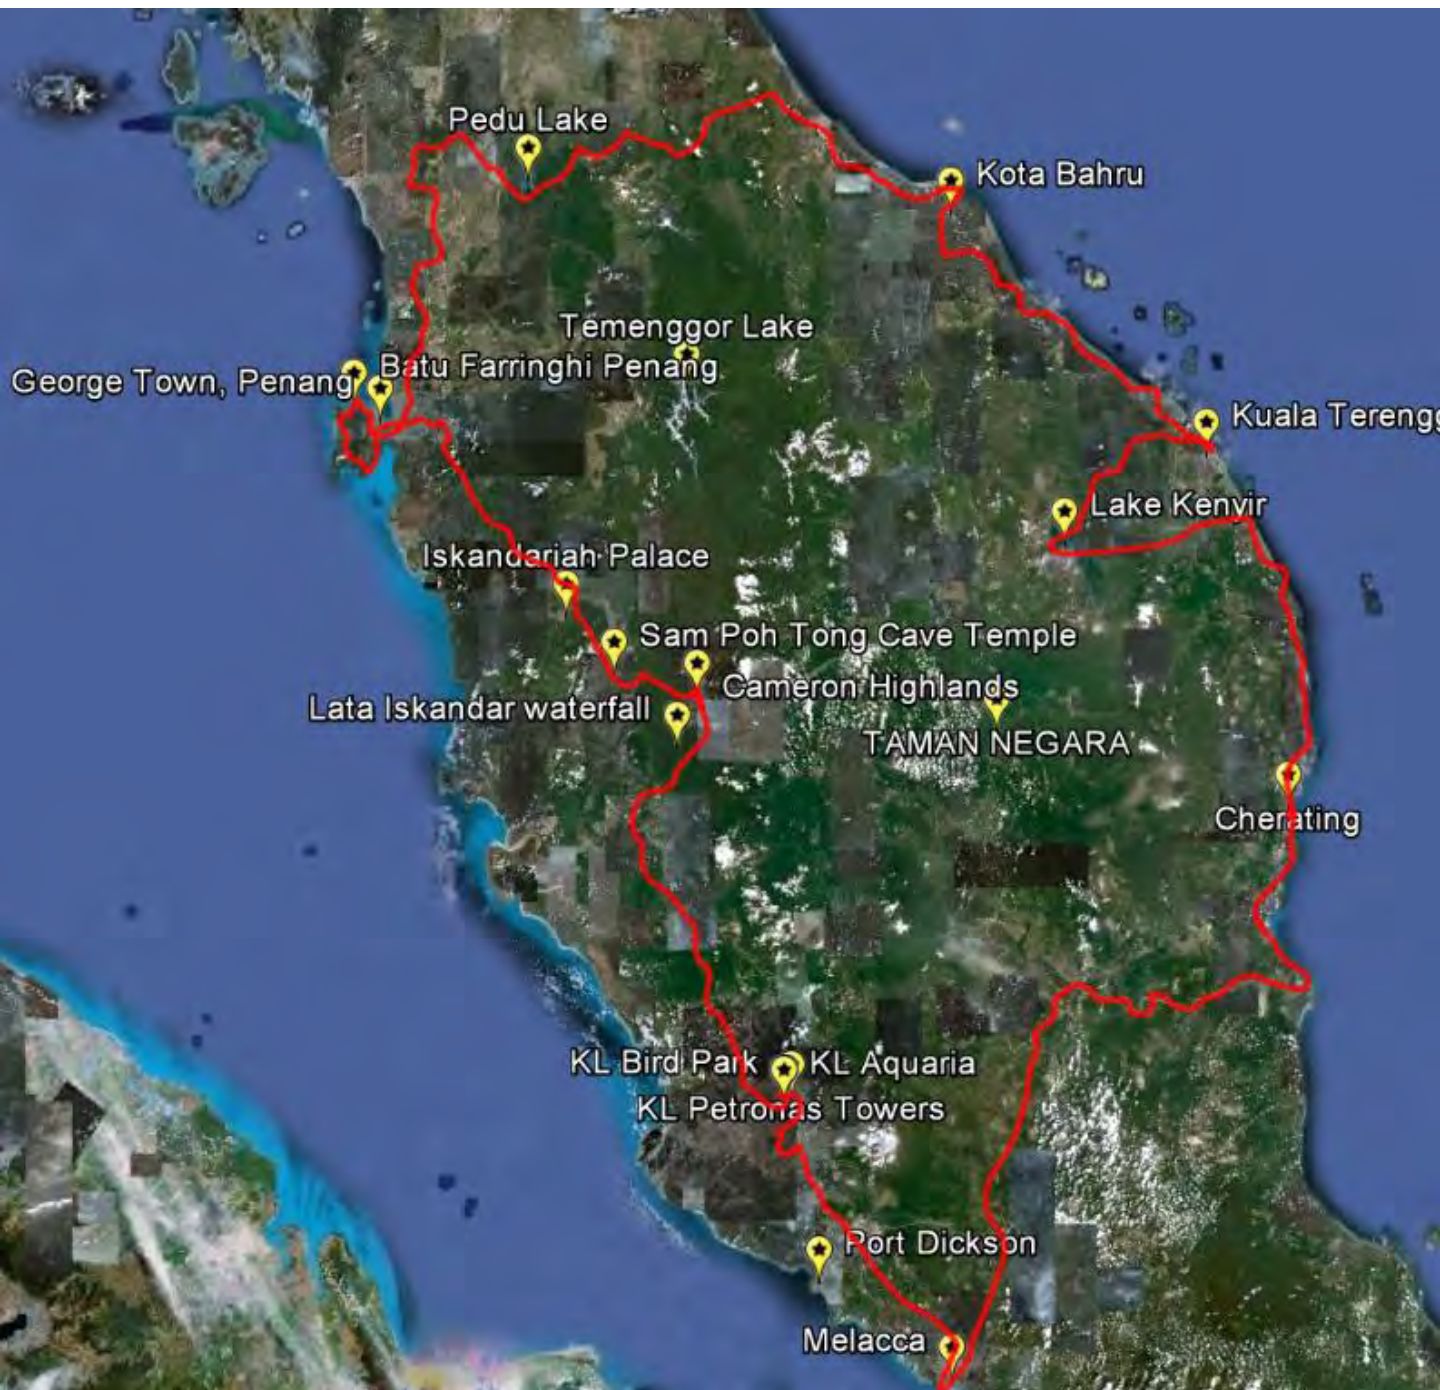 Pedu Lake
Kota Bahru
Temenggor Lake
Batu Farringhi Penang
George Town, Penang
Kuala Terengg
Lake Kenvir
Iskandariah Palace
Sam Poh Tong Cave Temple
Cameron Highlands
Lata Iskandar waterfall
TAMAN NEGARA
Cherating
KL Bird Park
KL Aquaria
KL Petronas Towers
Port Dickson
Melacca